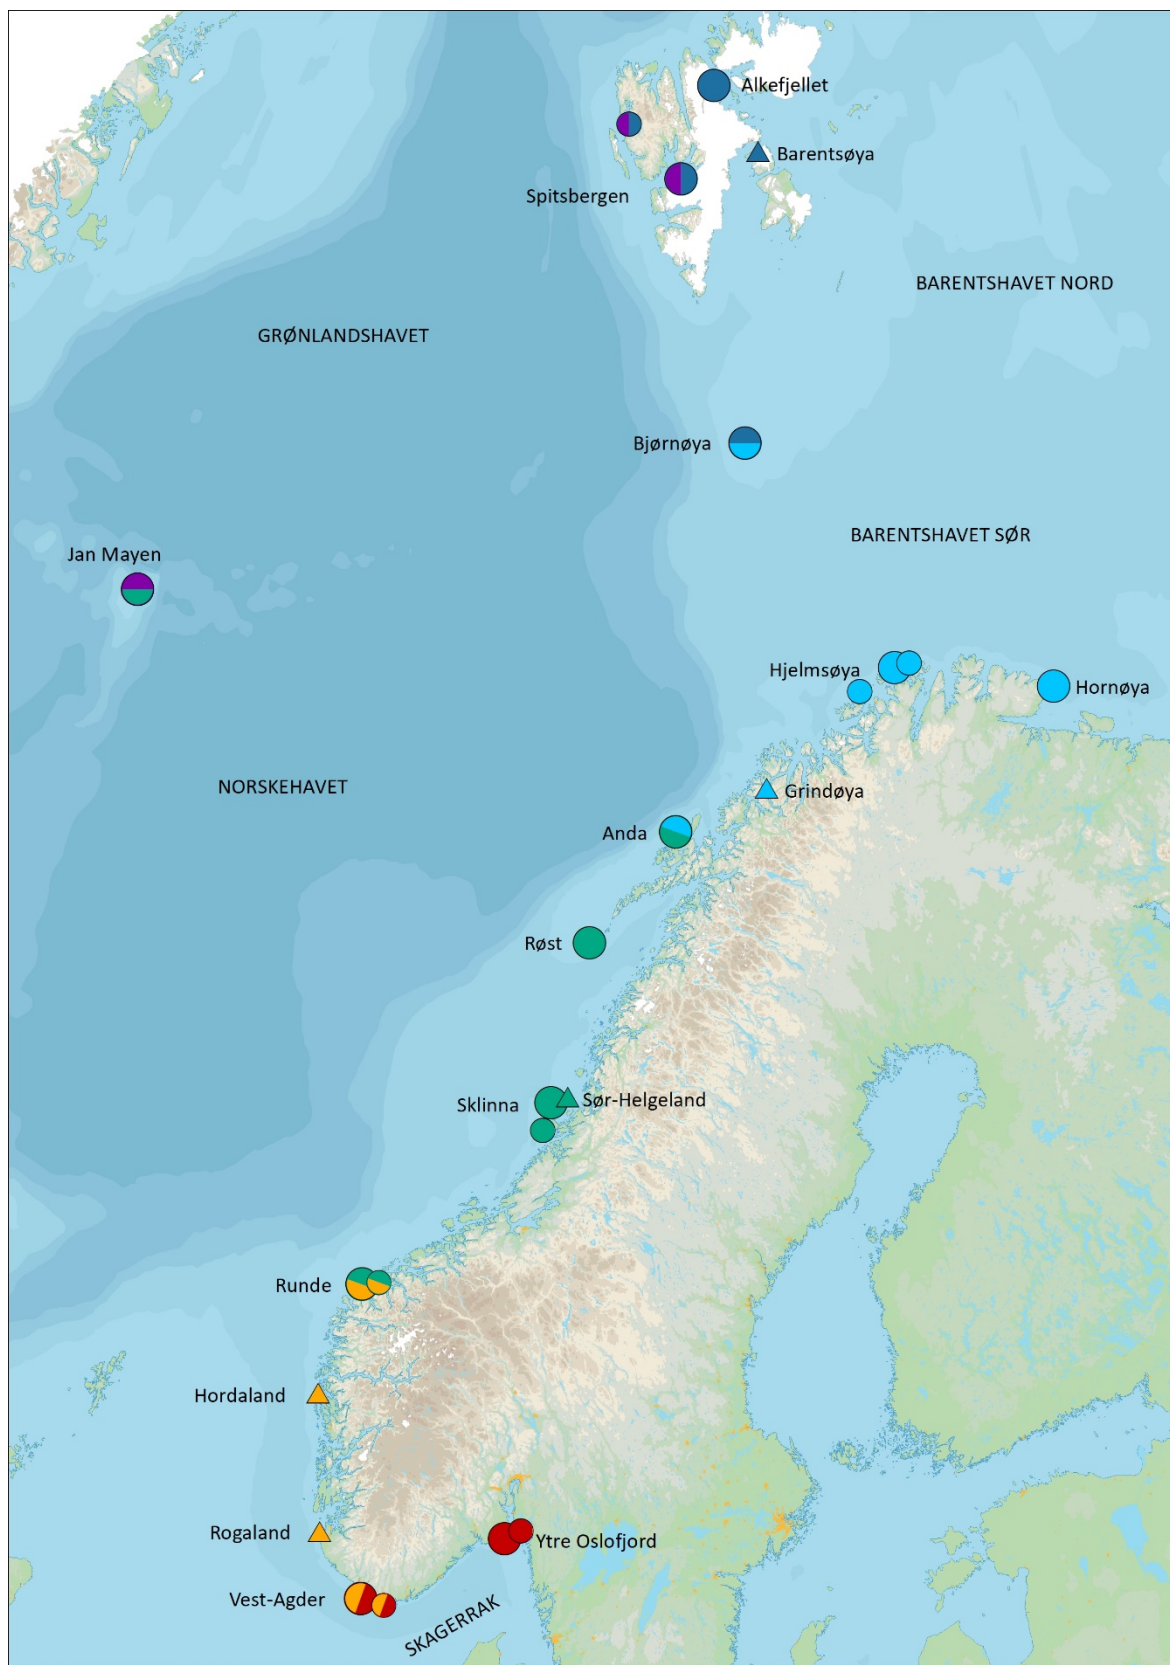 Alkefjellet
Barentsøya
Spitsbergen
BARENTSHAVET NORD
GRØNLANDSHAVET
Bjørnøya
BARENTSHAVET SØR
Jan Mayen
Hjelmsøya
Hornøya
NORSKEHAVET
Grindøya
Anda
Røst
Sklinna
Sør-Helgeland
Runde
Hordaland
Rogaland
Ytre Oslofjord
Vest-Agder
SKAGERRAK